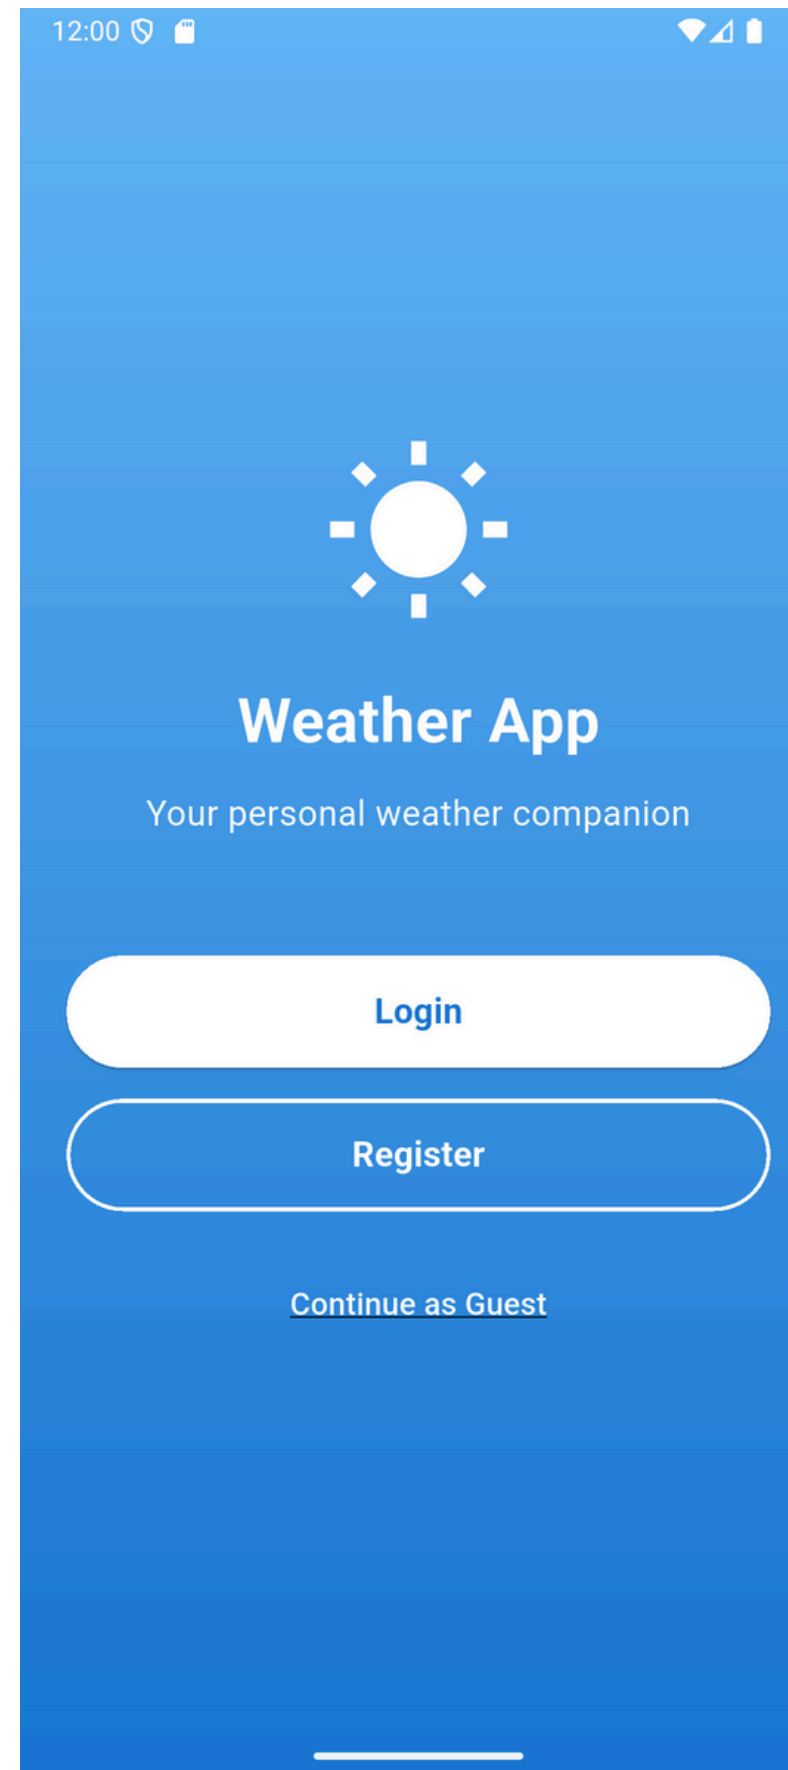 12:00
Weather App
Your personal weather companion
Login
Register
Continue as Guest